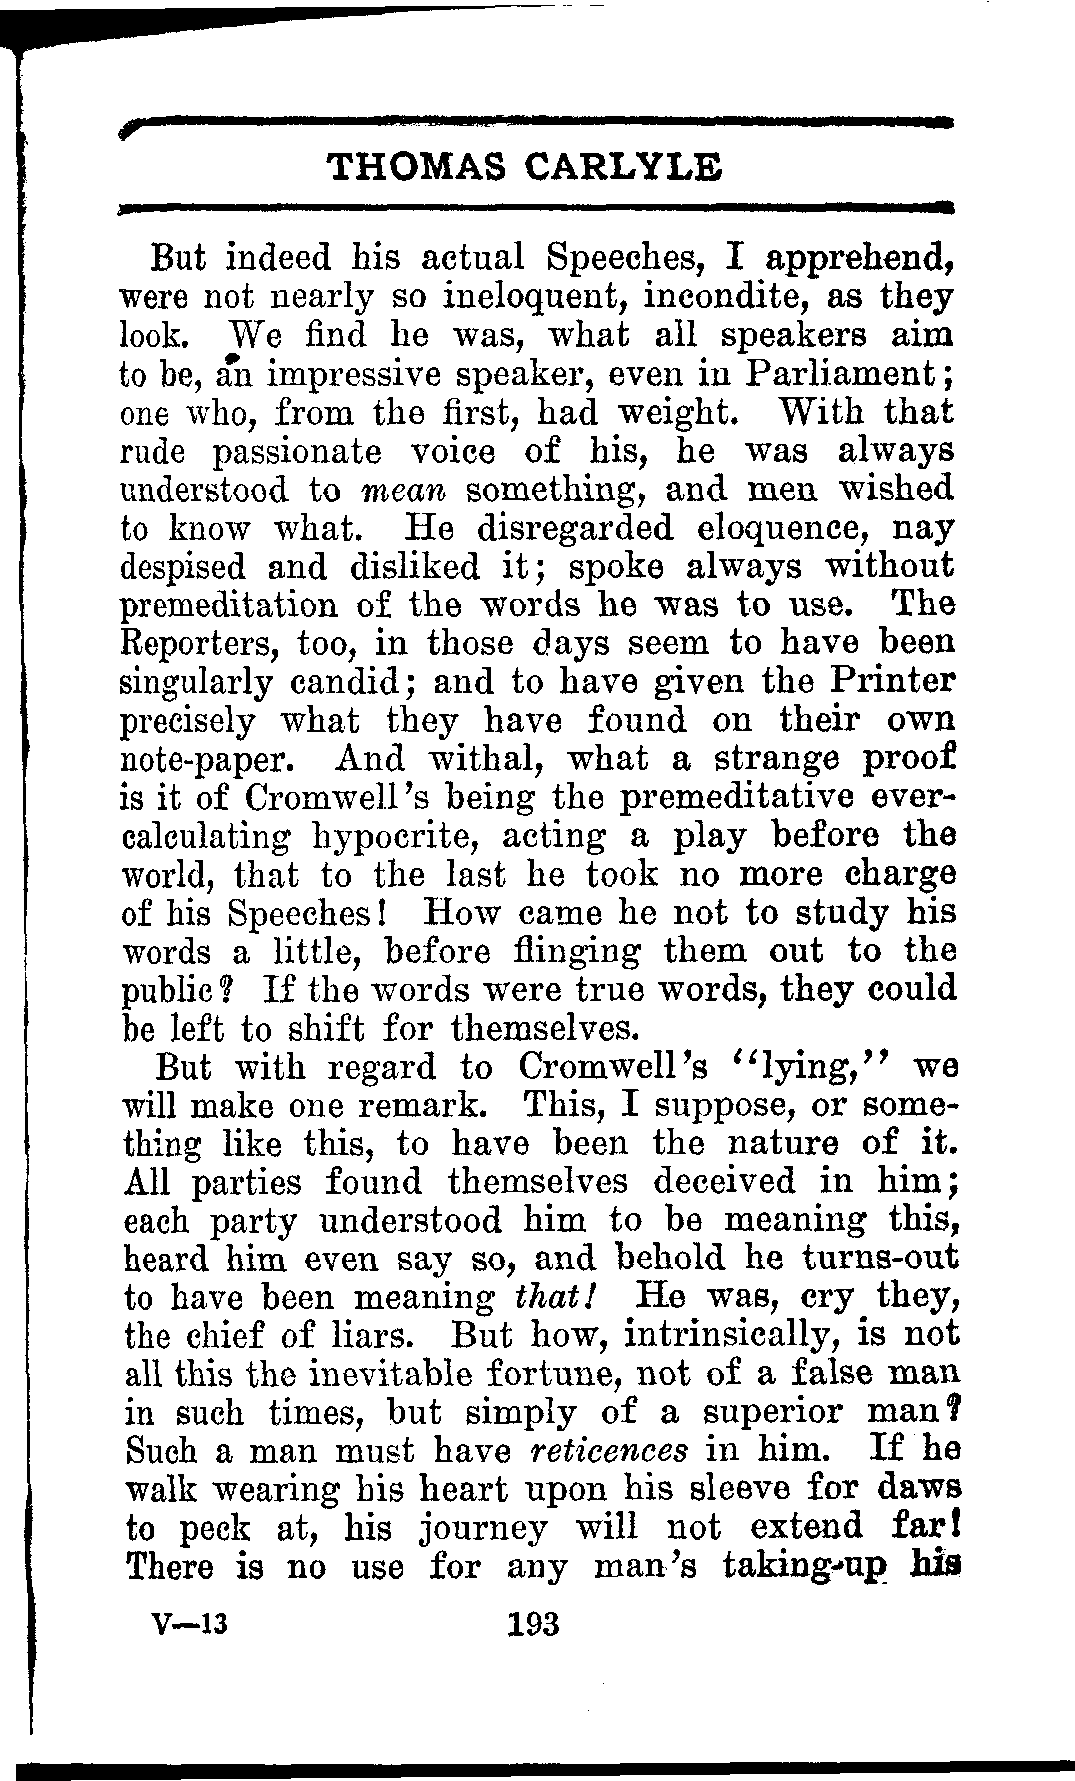 THOMAS CARLYLE
But indeed his actual Speeches, I apprehend,
were not nearly so ineloquent, incondite, as they
look. We find he was, what all speakers aim
to be, an impressive speaker, even in Parliament;
one who, from the first, had weight. With that
rude passionate voice of his, he was always
understood to mean something, and men wished
to know what. He disregarded eloquence, nay
despised and disliked it; spoke always without
premeditation of the words he was to use. The
Reporters, too, in those days seem to have been
singularly candid; and to have given the Printer
precisely what they have found on their own
note-paper. And withal, what a strange proof
is it of Cromwell's being the premeditative ever-
calculating hypocrite, acting a play before the
world, that to the last he took no more charge
of his Speeches! How came he not to study his
words a little, before flinging them out to the
public? If the words were true words, they could
be left to shift for themselves.
But with regard to Cromwell's "lying," we
will make one remark. This, I suppose, or some-
thing like this, to have been the nature of it.
All parties found themselves deceived in him;
each party understood him to be meaning this,
heard him even say so, and behold he turns-out
to have been meaning that! He was, cry they,
the chief of liars. But how, intrinsically, is not
all this the inevitable fortune, not of a false man
in such times, but simply of a superior man?
Such a man must have reticences in him. If he
walk wearing his heart upon his sleeve for daws
to peck at, his journey will not extend far!
There is no use for any man's taking-up his
V—13 193